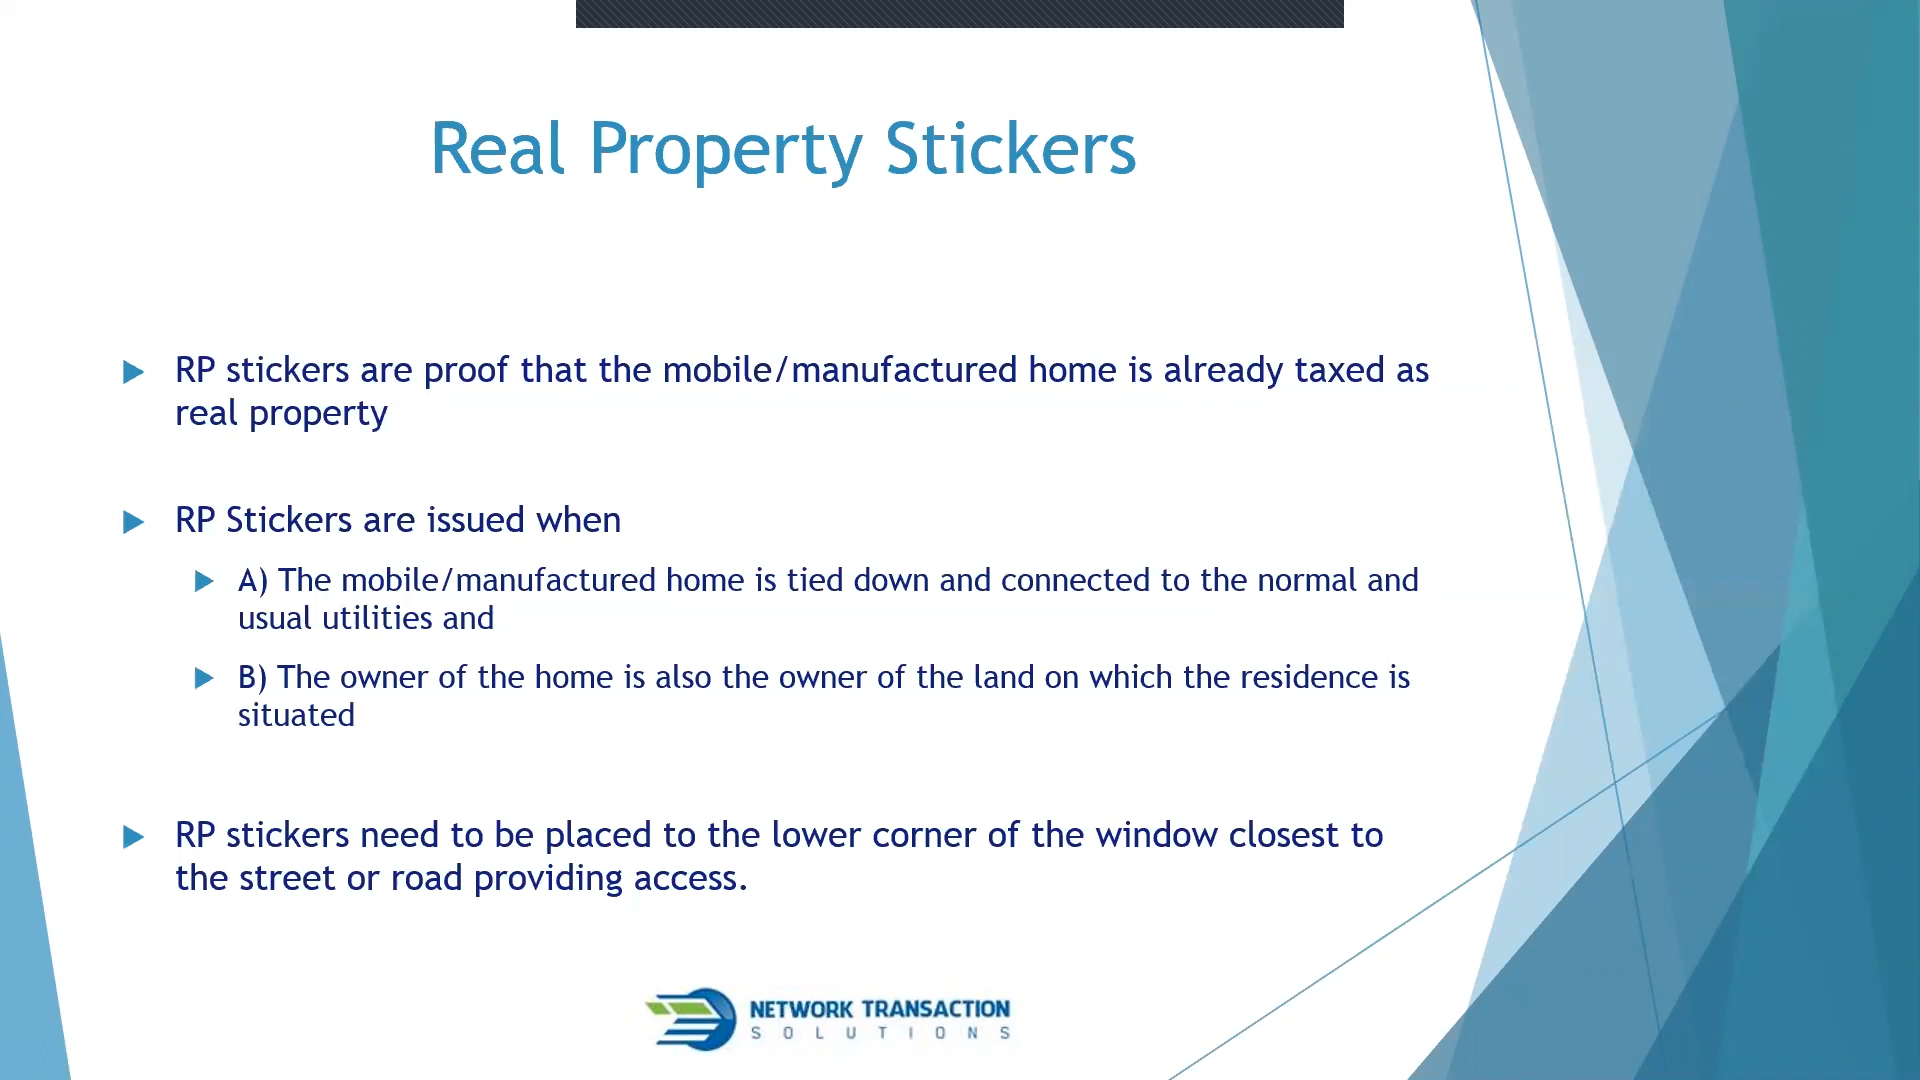 Real Property Stickers
RP stickers are proof that the mobile/manufactured home is already taxed as
real property
RP Stickers are issued when
A) The mobile/manufactured home is tied down and connected to the normal and
usual utilities and
B) The owner of the home is also the owner of the land on which the residence is
situated
RP stickers need to be placed to the lower corner of the window closest to
the street or road providing access.
NETWORK TRANSACTION
SOLUTIONS